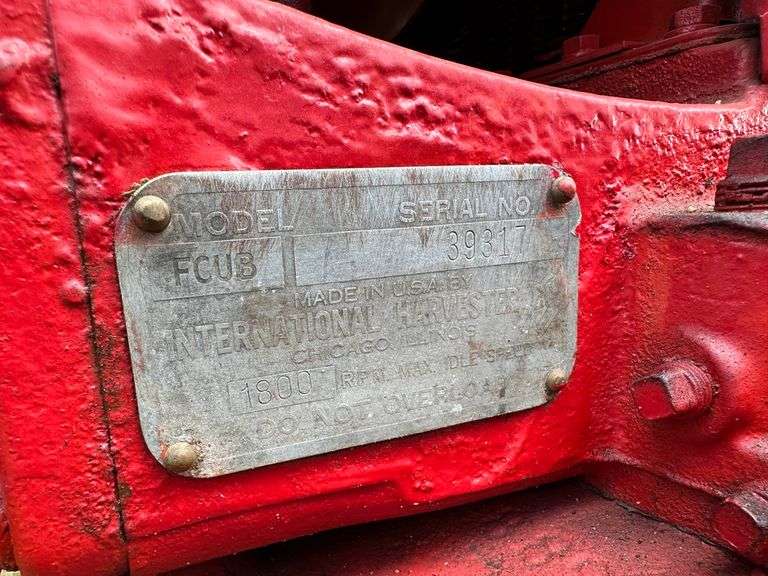 MODEL SERIAL NO.
FCUB 39317
MADE IN U.S.A. BY
INTERNATIONAL HARVESTER
CHICAGO, ILLINOIS
1800 RPM MAX. IDLE SPEED
DO NOT OVERLOAD